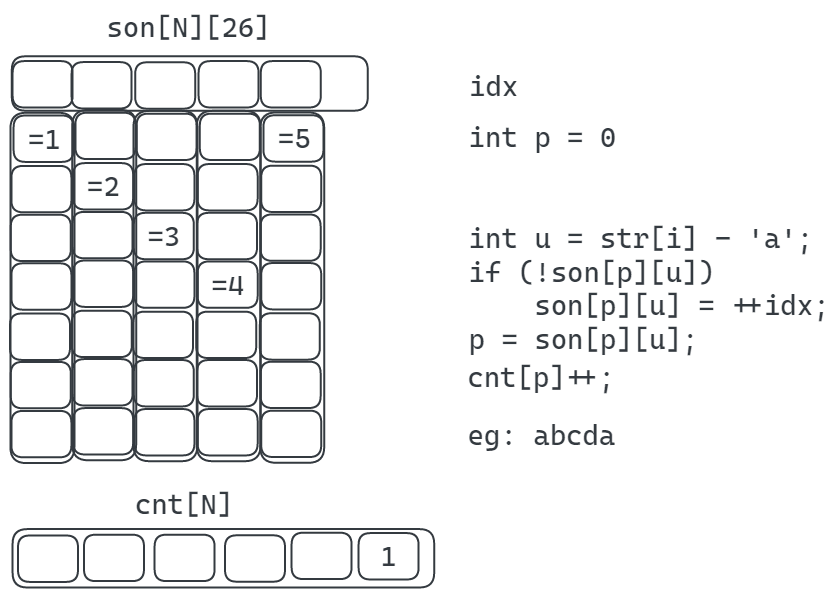 son[N][26]
=1
=5
=2
=3
=4
cnt[N]
1
idx
int p = 0
int u = str[i] - 'a';
if (!son[p][u])
    son[p][u] = ++idx;
p = son[p][u];
cnt[p]++;
eg: abcda